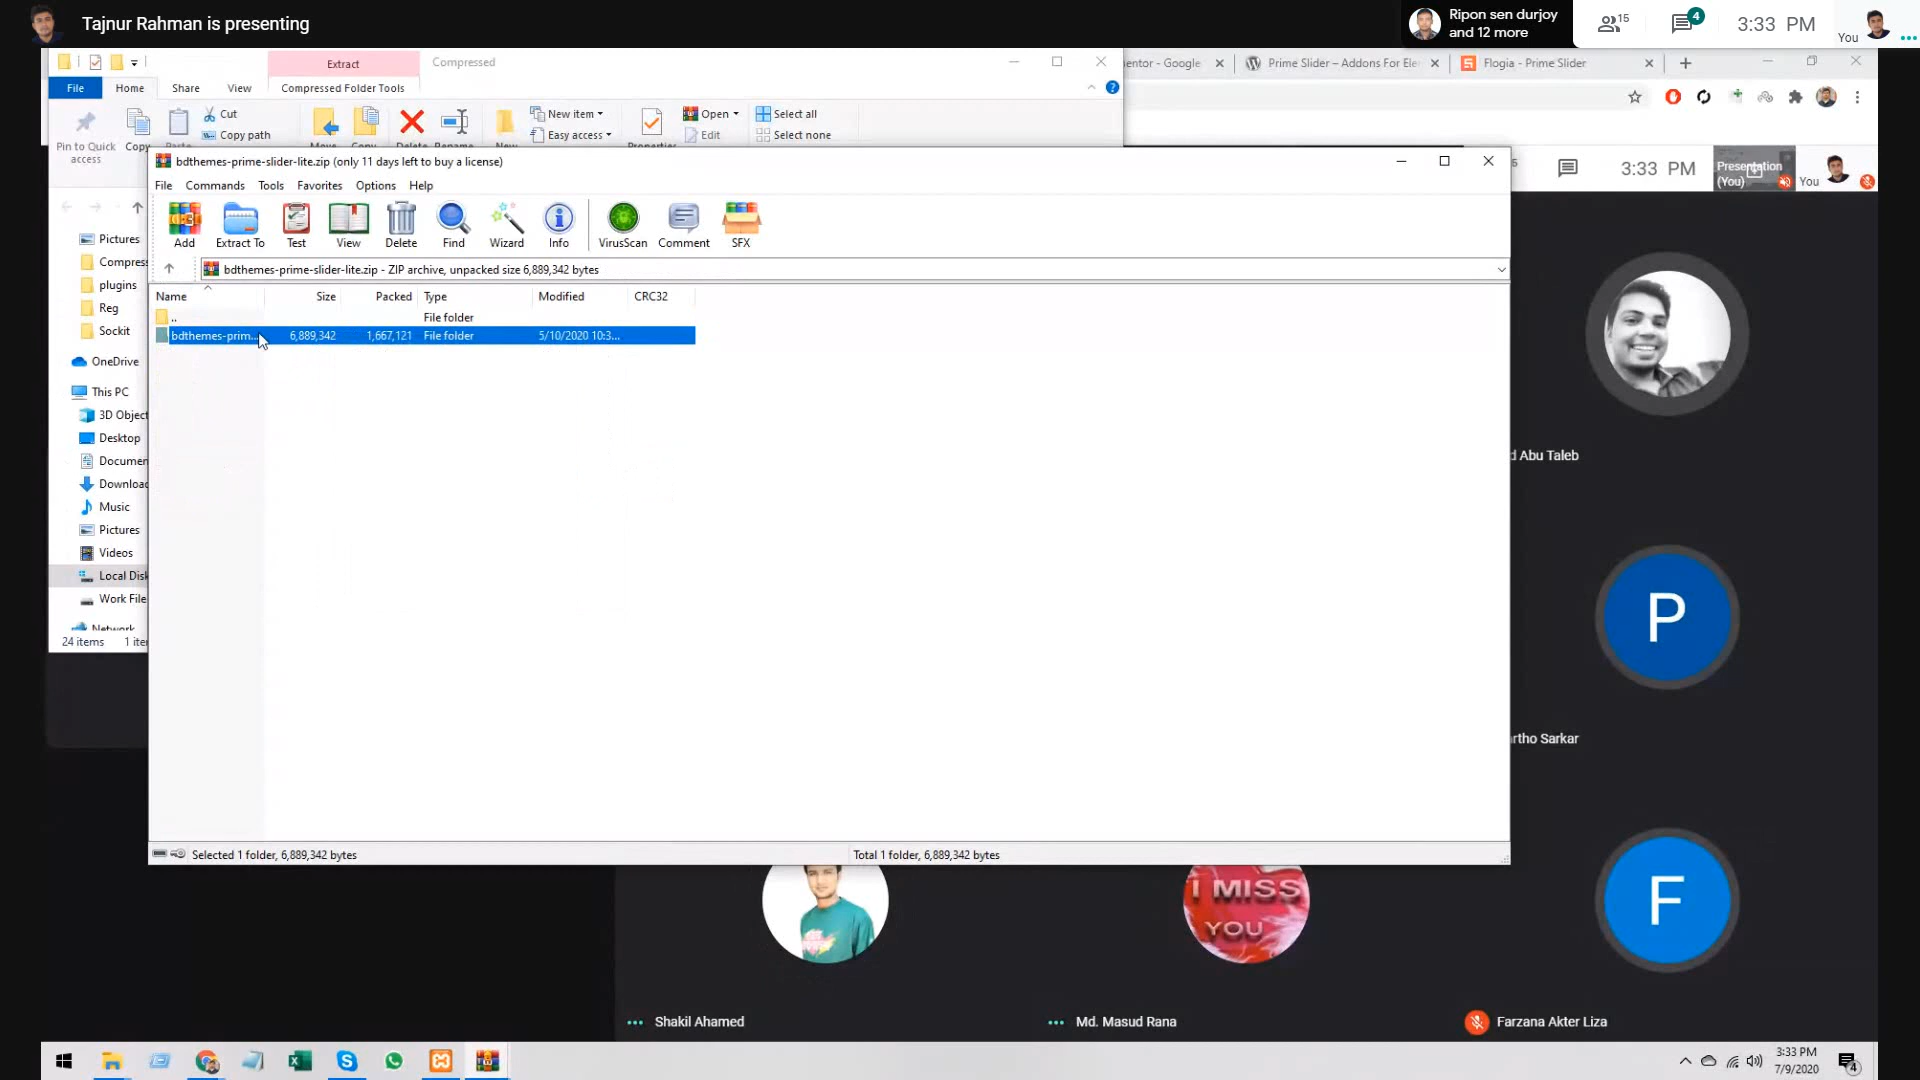 Tajnur Rahman is presenting
Ripon sen durjoy
and 12 more
15
4
3:33 PM
You
Extract
Compressed
File
Home
Share
View
Compressed Folder Tools
Pin to Quick
access
Copy
Cut
Copy path
New item
Easy access
Open
Edit
Select all
Select none
entor - Google
Prime Slider – Addons For Ele
Flogia - Prime Slider
bdthemes-prime-slider-lite.zip (only 11 days left to buy a license)
File
Commands
Tools
Favorites
Options
Help
Add
Extract To
Test
View
Delete
Find
Wizard
Info
VirusScan
Comment
SFX
bdthemes-prime-slider-lite.zip - ZIP archive, unpacked size 6,889,342 bytes
Name
Size
Packed
Type
Modified
CRC32
..
File folder
bdthemes-prim...
6,889,342
1,667,121
File folder
5/10/2020 10:3...
Selected 1 folder, 6,889,342 bytes
Total 1 folder, 6,889,342 bytes
Pictures
Compress
plugins
Reg
Sockit
OneDrive
This PC
3D Object
Desktop
Documen
Download
Music
Pictures
Videos
Local Disk
Work File
Network
24 items
1 ite
5
3:33 PM
Presentation
(You)
You
d Abu Taleb
P
rtho Sarkar
F
I MISS
YOU
Shakil Ahamed
Md. Masud Rana
Farzana Akter Liza
3:33 PM
7/9/2020
4